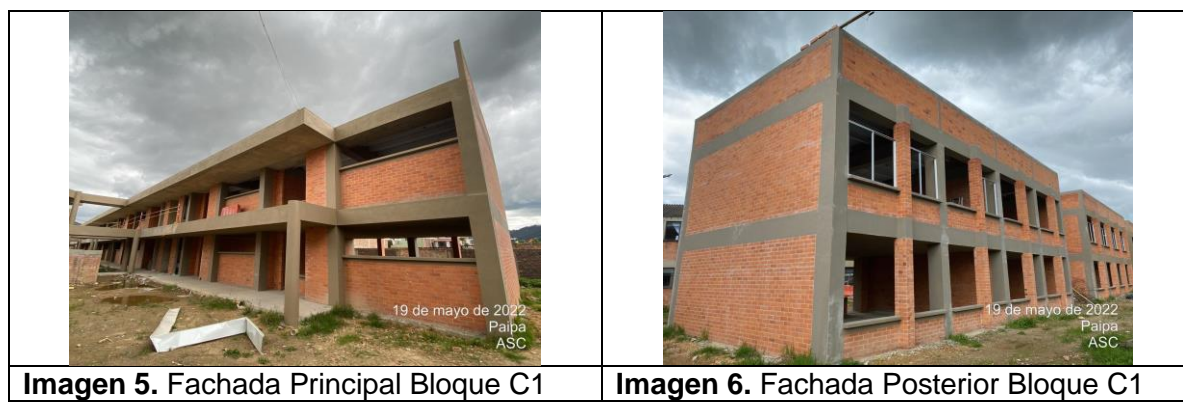 19 de mayo de 2022
Paipa
ASC
19 de mayo de 2022
Paipa
ASC
Imagen 5. Fachada Principal Bloque C1
Imagen 6. Fachada Posterior Bloque C1